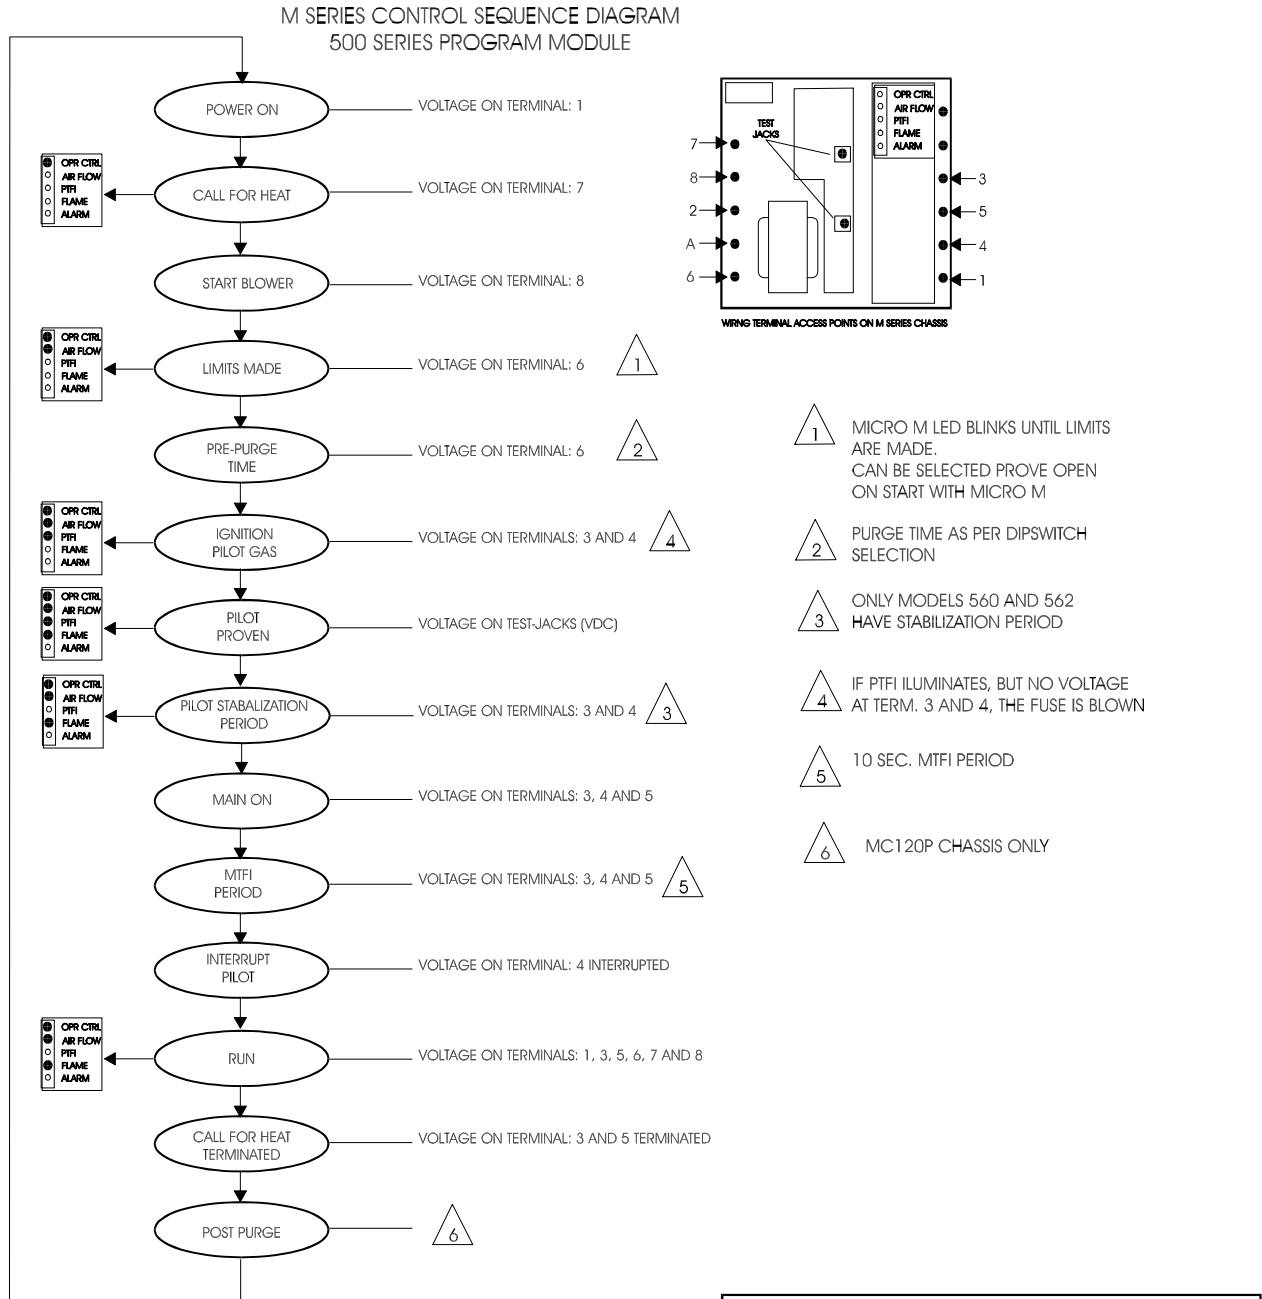 M SERIES CONTROL SEQUENCE DIAGRAM
500 SERIES PROGRAM MODULE
POWER ON
VOLTAGE ON TERMINAL: 1
OPR CTRL
AIR FLOW
PTFI
FLAME
ALARM
CALL FOR HEAT
VOLTAGE ON TERMINAL: 7
START BLOWER
VOLTAGE ON TERMINAL: 8
OPR CTRL
AIR FLOW
PTFI
FLAME
ALARM
LIMITS MADE
VOLTAGE ON TERMINAL: 6
1
PRE-PURGE
TIME
VOLTAGE ON TERMINAL: 6
2
OPR CTRL
AIR FLOW
PTFI
FLAME
ALARM
IGNITION
PILOT GAS
VOLTAGE ON TERMINALS: 3 AND 4
4
OPR CTRL
AIR FLOW
PTFI
FLAME
ALARM
PILOT
PROVEN
VOLTAGE ON TEST-JACKS (VDC)
OPR CTRL
AIR FLOW
PTFI
FLAME
ALARM
PILOT STABALIZATION
PERIOD
VOLTAGE ON TERMINALS: 3 AND 4
3
MAIN ON
VOLTAGE ON TERMINALS: 3, 4 AND 5
MTFI
PERIOD
VOLTAGE ON TERMINALS: 3, 4 AND 5
5
INTERRUPT
PILOT
VOLTAGE ON TERMINAL: 4 INTERRUPTED
OPR CTRL
AIR FLOW
PTFI
FLAME
ALARM
RUN
VOLTAGE ON TERMINALS: 1, 3, 5, 6, 7 AND 8
CALL FOR HEAT
TERMINATED
VOLTAGE ON TERMINAL: 3 AND 5 TERMINATED
POST PURGE
6
OPR CTRL
AIR FLOW
PTFI
FLAME
ALARM
TEST
JACKS
7
8
2
A
6
3
5
4
1
WIRNG TERMINAL ACCESS POINTS ON M SERIES CHASSIS
1
MICRO M LED BLINKS UNTIL LIMITS
ARE MADE.
CAN BE SELECTED PROVE OPEN
ON START WITH MICRO M
2
PURGE TIME AS PER DIPSWITCH
SELECTION
3
ONLY MODELS 560 AND 562
HAVE STABILIZATION PERIOD
4
IF PTFI ILUMINATES, BUT NO VOLTAGE
AT TERM. 3 AND 4, THE FUSE IS BLOWN
5
10 SEC. MTFI PERIOD
6
MC120P CHASSIS ONLY